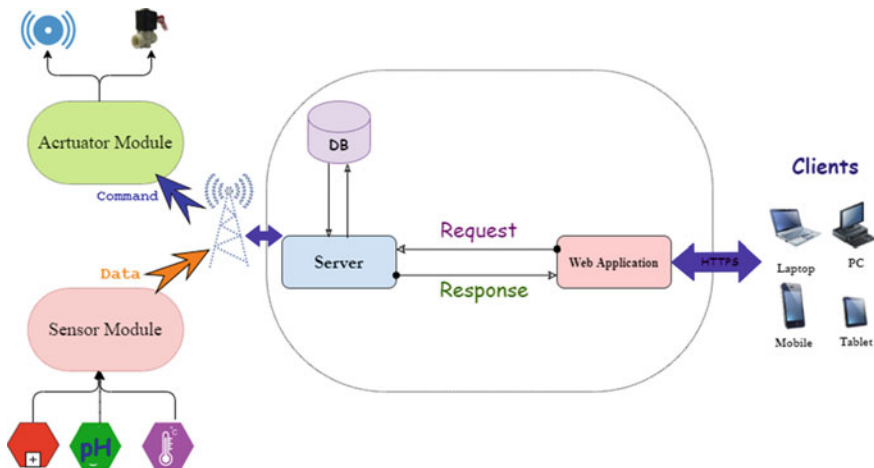 Acrtuator Module
Command
Data
Sensor Module
pH
°C
DB
Server
Request
Response
Web Application
HTTPS
Clients
Laptop
PC
Mobile
Tablet